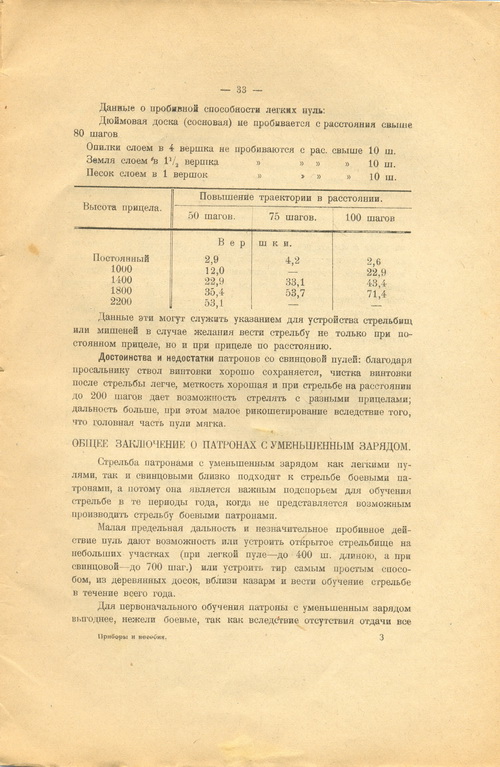 — 33 —
Данные о пробивной способности легких пуль:
Дюймовая доска (сосновая) не пробивается с расстояния свыше
80 шагов
Опилки слоем в 4 вершка не пробиваются с рас. свыше 10 ш.
Земля слоем в 1½ вершка » » » » 10 ш.
Песок слоем в 1 вершок » » » » 10 ш.
Высота прицела. Повышение траектории в расстоянии.
50 шагов. 75 шагов. 100 шагов
Вершки.
Постоянный 2,9 4,2 2,6
1000 12,0 — 22,9
1400 22,9 33,1 43,4
1800 35,4 53,7 71,4
2200 53,1 — —
Данные эти могут служить указанием для устройства стрельбищ
или мишеней в случае желания вести стрельбу не только при по-
стоянном прицеле, но и при прицеле по расстоянию.
Достоинства и недостатки патронов со свинцовой пулей: благодаря
просальнику ствол винтовки хорошо сохраняется, чистка винтовки
после стрельбы легче, меткость хорошая и при стрельбе на расстоянии
до 200 шагов дает возможность стрелять с разными прицелами;
дальность больше, при этом малое рикошетирование вследствие того,
что головная часть пули мягка.
ОБЩЕЕ ЗАКЛЮЧЕНИЕ О ПАТРОНАХ С УМЕНЬШЕННЫМ ЗАРЯДОМ.
Стрельба патронами с уменьшенным зарядом как легкими пу-
лями, так и свинцовыми близко подходит к стрельбе боевыми па-
тронами, а потому она является важным подспорьем для обучения
стрельбе в те периоды года, когда не представляется возможным
производить стрельбу боевыми патронами.
Малая предельная дальность и незначительное пробивное дей-
ствие пуль дают возможность или устроить открытое стрельбище на
небольших участках (при легкой пуле—до 400 ш. длиною, а при
свинцовой—до 700 шаг.) или устроить тир самым простым спосо-
бом, из деревянных досок, вблизи казарм и вести обучение стрельбе
в течение всего года.
Для первоначального обучения патроны с уменьшенным зарядом
выгоднее, нежели боевые, так как вследствие отсутствия отдачи все
Приборы и пособия. 3